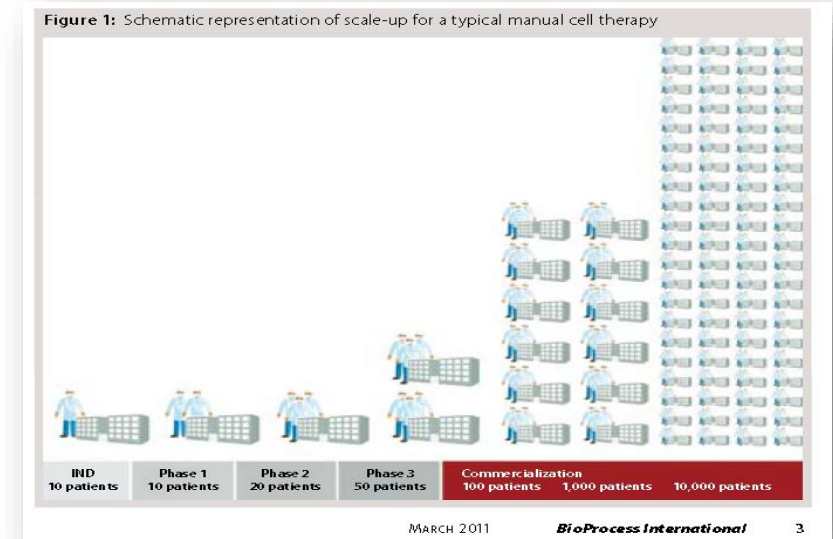 Figure 1: Schematic representation of scale-up for a typical manual cell therapy
IND
10 patients
Phase 1
10 patients
Phase 2
20 patients
Phase 3
50 patients
Commercialization
100 patients 1,000 patients 10,000 patients
MARCH 2011 BioProcess International 3